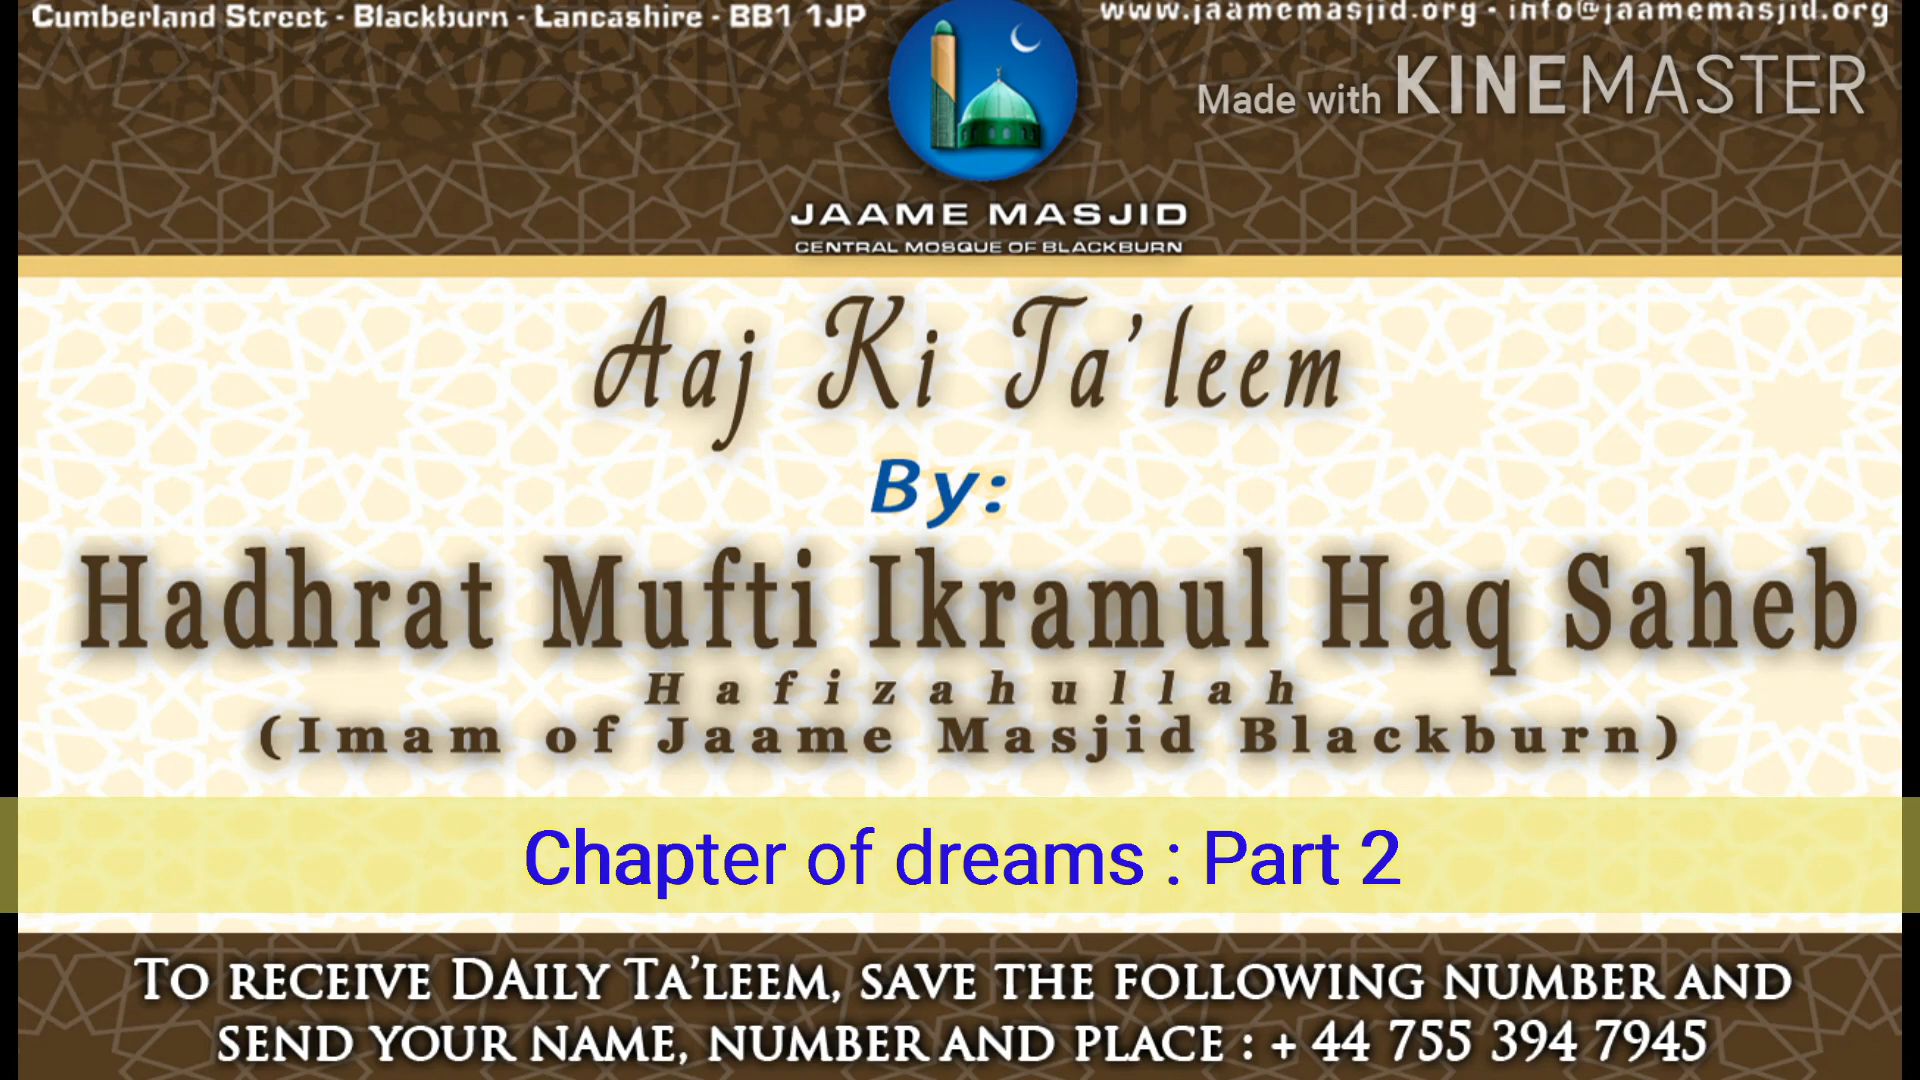 Cumberland Street - Blackburn - Lancashire - BB1 1JP
www.jaamemasjid.org - info@jaamemasjid.org
Made with KINEMASTER
JAAME MASJID
CENTRAL MOSQUE OF BLACKBURN
Aaj Ki Ta'leem
By:
Hadhrat Mufti Ikramul Haq Saheb
Hafizahullah
(Imam of Jaame Masjid Blackburn)
Chapter of dreams : Part 2
TO RECEIVE DAILY TA'LEEM, SAVE THE FOLLOWING NUMBER AND
SEND YOUR NAME, NUMBER AND PLACE : + 44 755 394 7945